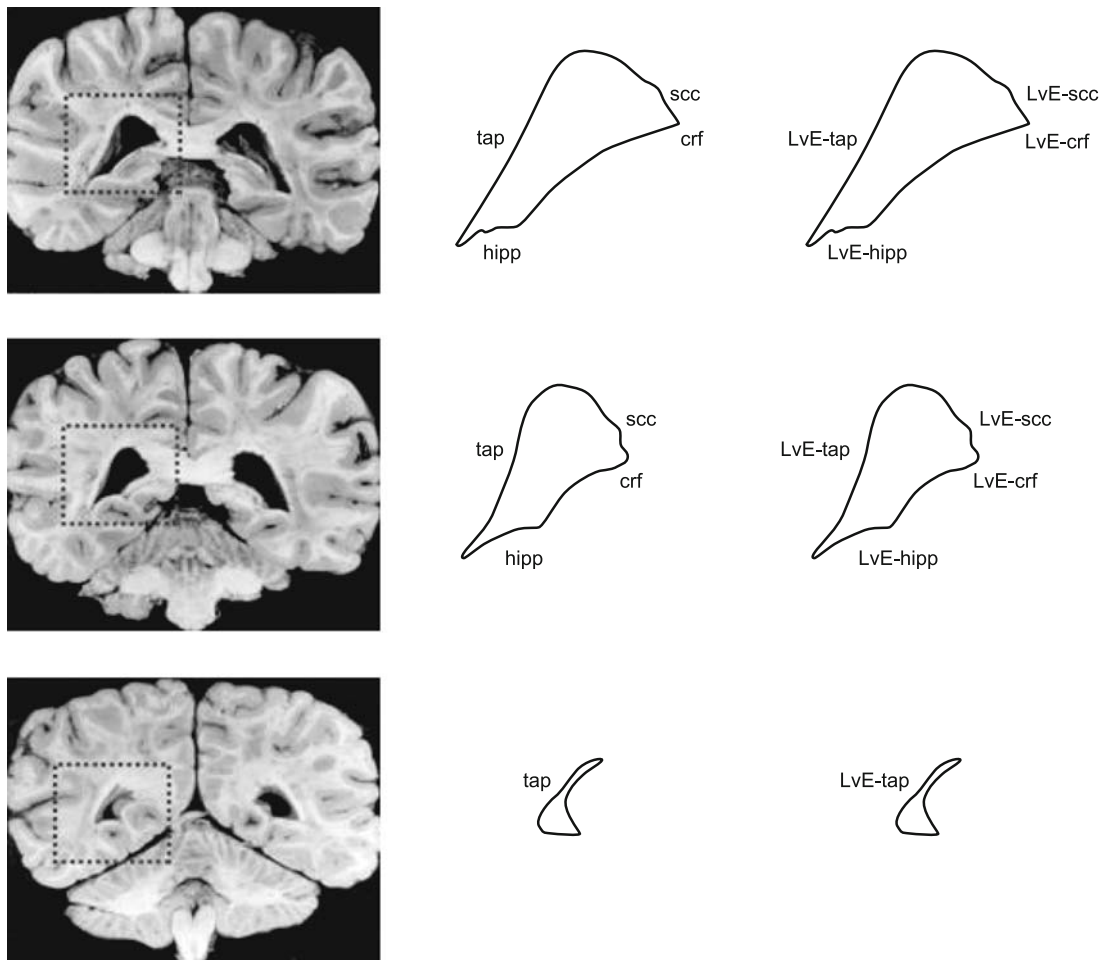 scc
tap
crf
hipp
LvE-scc
LvE-tap
LvE-crf
LvE-hipp
scc
tap
crf
hipp
LvE-scc
LvE-tap
LvE-crf
LvE-hipp
tap
LvE-tap